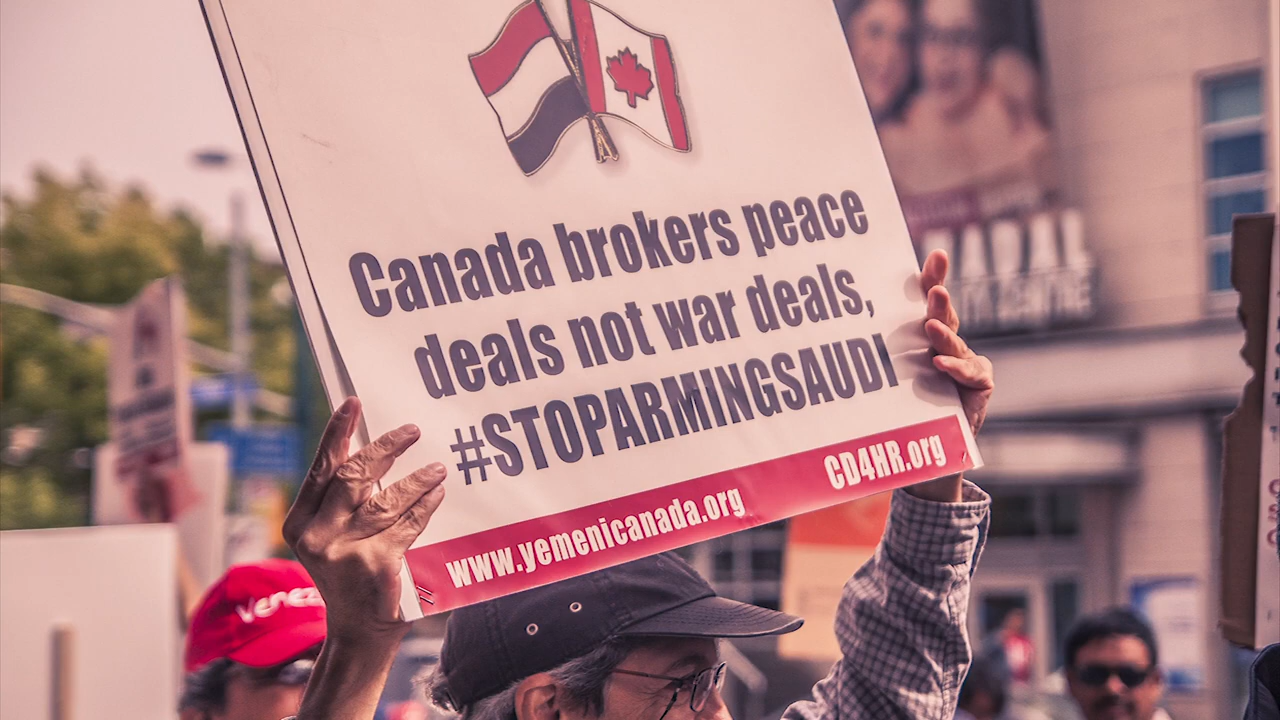 Canada brokers peace
deals not war deals,
#STOPARMINGSAUDI
CD4HR.org
www.yemenicanada.org